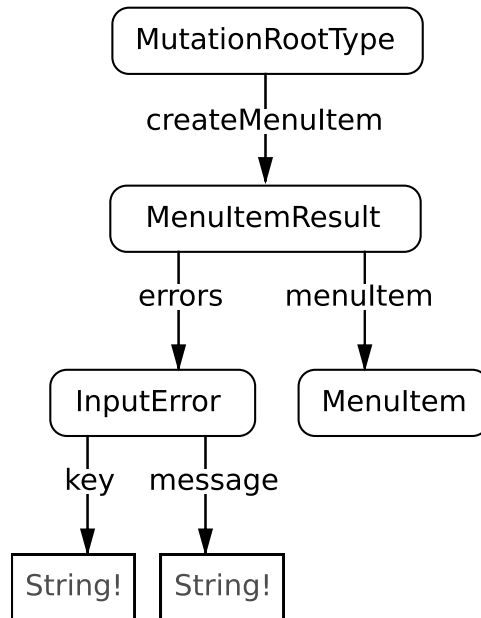 MutationRootType
createMenuItem
MenuItemResult
errors menuItem
InputError MenuItem
key message
String! String!